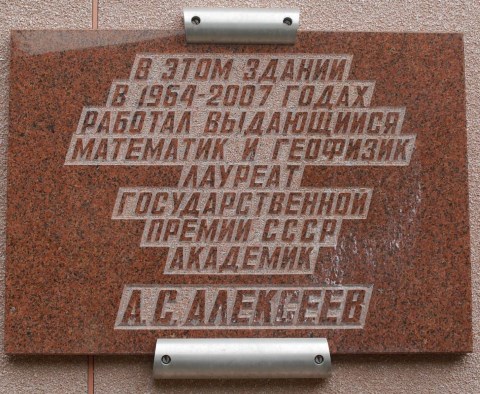 В ЭТОМ ЗДАНИИ
В 1964-2007 ГОДАХ
РАБОТАЛ ВЫДАЮЩИЙСЯ
МАТЕМАТИК И ГЕОФИЗИК
ЛАУРЕАТ
ГОСУДАРСТВЕННОЙ
ПРЕМИИ СССР
АКАДЕМИК
А.С. АЛЕКСЕЕВ